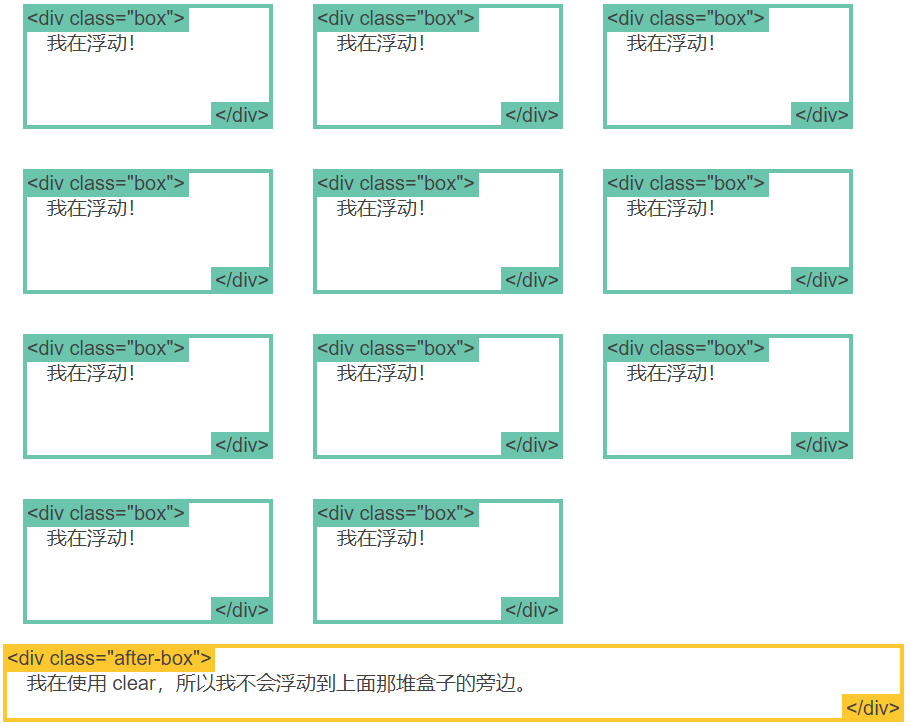 <div class="box"> <div class="box"> <div class="box">
我在浮动！ 我在浮动！ 我在浮动！
</div> </div> </div>
<div class="box"> <div class="box"> <div class="box">
我在浮动！ 我在浮动！ 我在浮动！
</div> </div> </div>
<div class="box"> <div class="box"> <div class="box">
我在浮动！ 我在浮动！ 我在浮动！
</div> </div> </div>
<div class="box"> <div class="box">
我在浮动！ 我在浮动！
</div> </div>
<div class="after-box">
我在使用 clear，所以我不会浮动到上面那堆盒子的旁边。
</div>